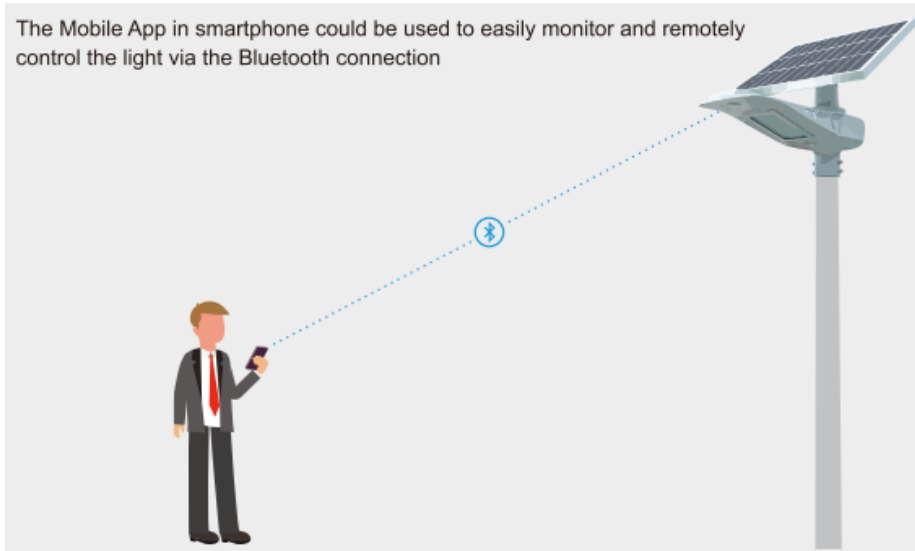 The Mobile App in smartphone could be used to easily monitor and remotely
control the light via the Bluetooth connection